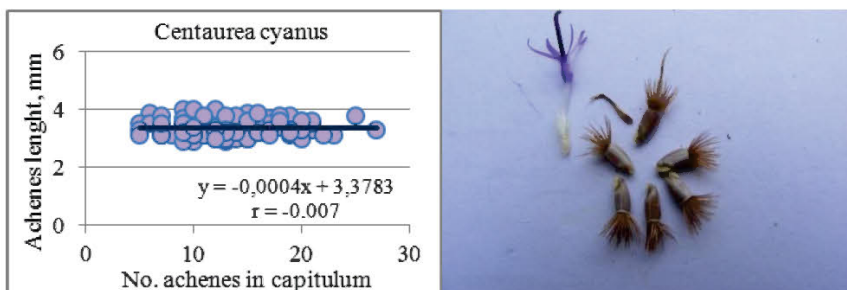 Centaurea cyanus
6
4
2
0
y = -0,0004x + 3,3783
r = -0.007
0
10
20
30
Achenes lenght, mm
No. achenes in capitulum